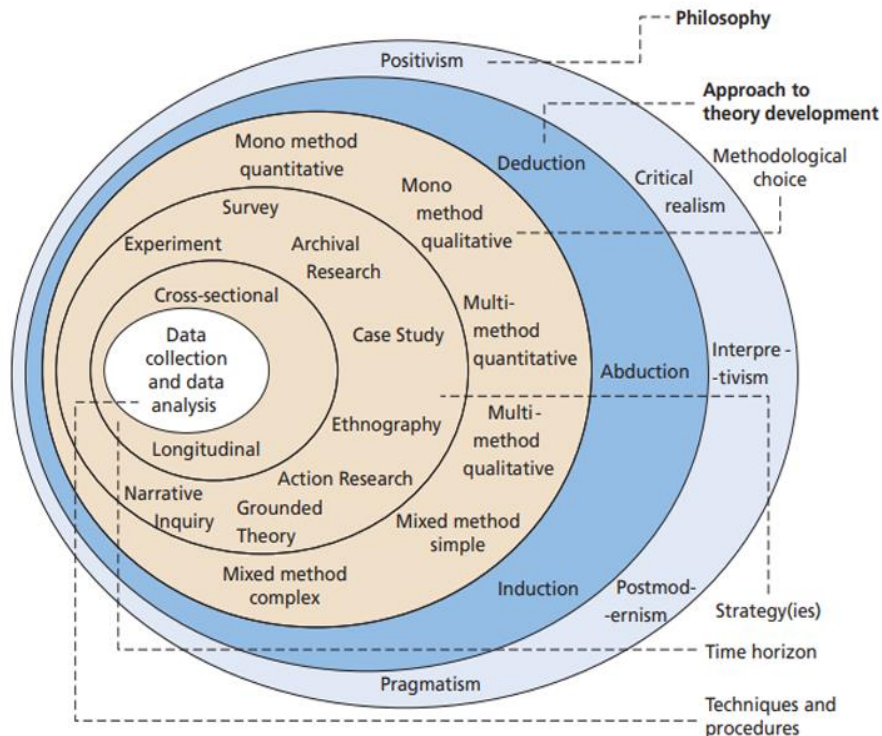 Philosophy
Positivism
Approach to
theory development
Mono method
quantitative
Deduction
Methodological
choice
Critical
realism
Mono
method
qualitative
Survey
Experiment
Archival
Research
Cross-sectional
Multi-
method
quantitative
Data
collection
and data
analysis
Case Study
Interpre -
-tivism
Abduction
Multi-
method
qualitative
Ethnography
Longitudinal
Action Research
Narrative
Inquiry
Grounded
Theory
Mixed method
simple
Mixed method
complex
Induction
Postmod-
-ernism
Strategy(ies)
Time horizon
Pragmatism
Techniques and
procedures